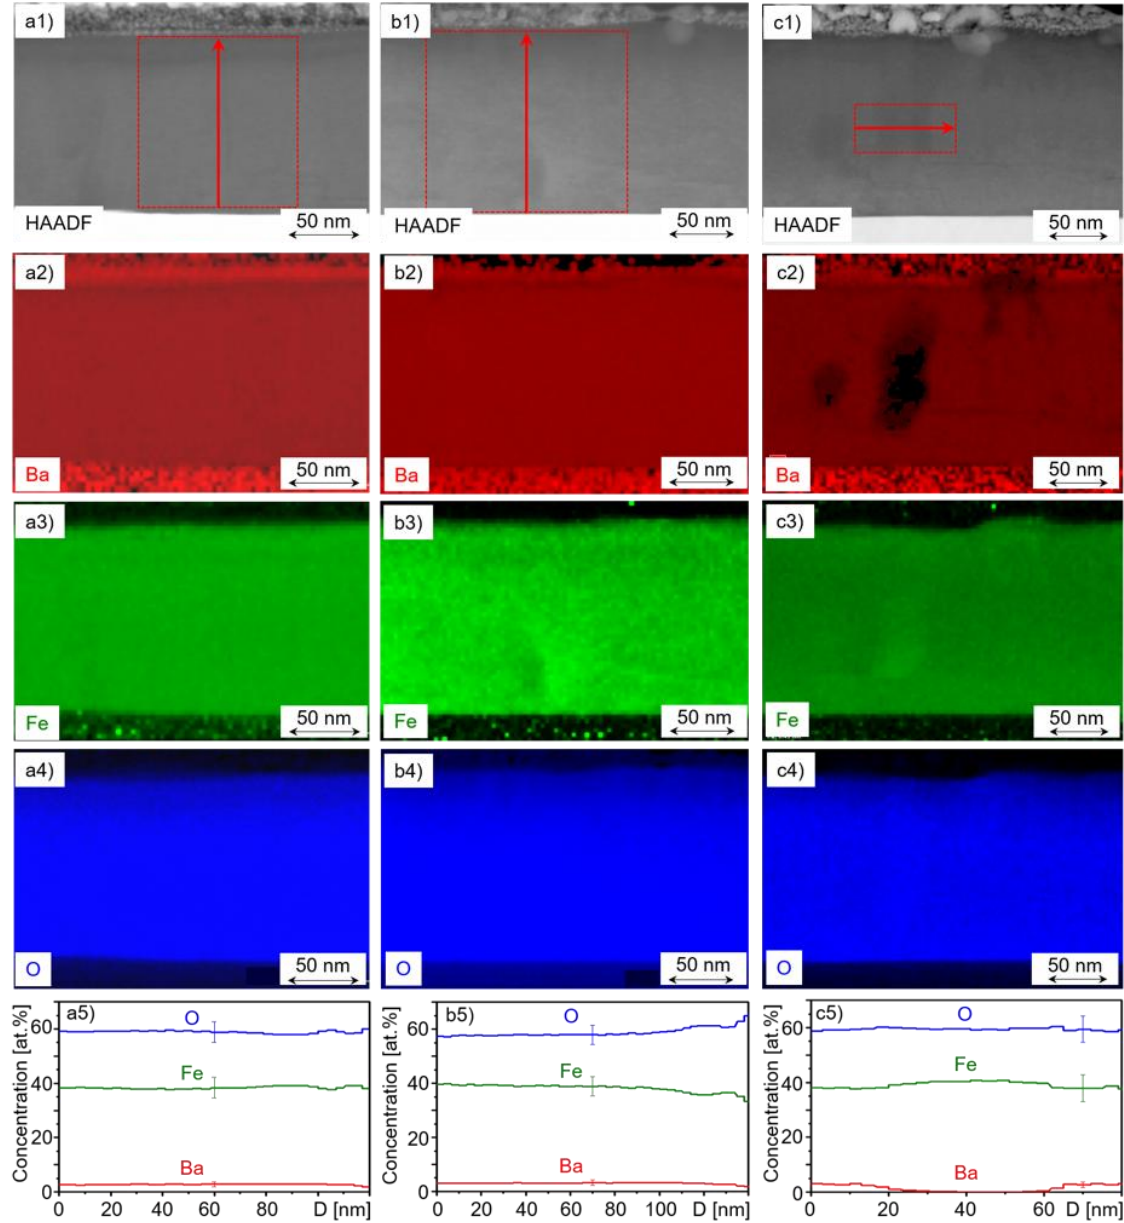 a1) b1) c1)
HAADF 50 nm HAADF 50 nm HAADF 50 nm
a2) b2) c2)
Ba 50 nm Ba 50 nm Ba 50 nm
a3) b3) c3)
Fe 50 nm Fe 50 nm Fe 50 nm
a4) b4) c4)
O 50 nm O 50 nm O 50 nm
a5) b5) c5)
Concentration [at.%] Concentration [at.%] Concentration [at.%]
60 O 60 O 60 O
40 Fe 40 Fe 40 Fe
20 20 20
Ba Ba Ba
0 0 0
0 20 40 60 80 D [nm] 0 20 40 60 80 100 D [nm] 0 20 40 60 D [nm]